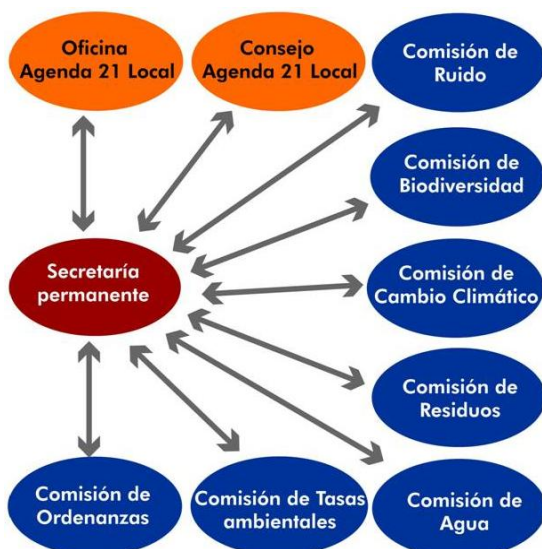 Oficina
Agenda 21 Local
Consejo
Agenda 21 Local
Comisión de
Ruido
Comisión de
Biodiversidad
Secretaría
permanente
Comisión de
Cambio Climático
Comisión de
Residuos
Comisión de
Ordenanzas
Comisión de Tasas
ambientales
Comisión de
Agua